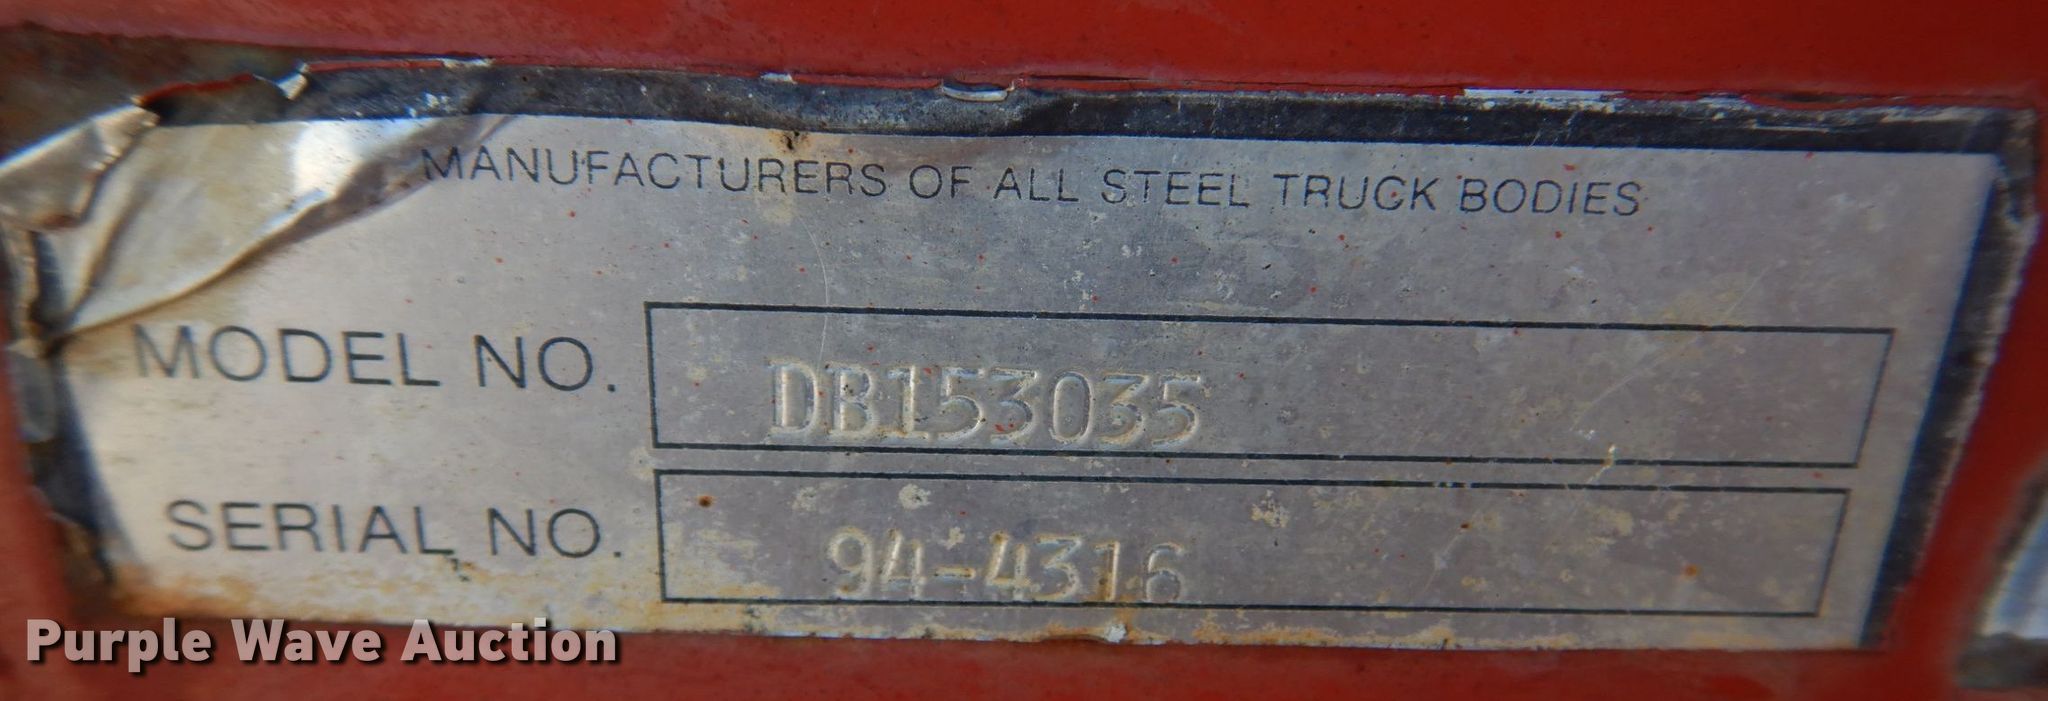 MANUFACTURERS OF ALL STEEL TRUCK BODIES
MODEL NO. DB153035
SERIAL NO. 94-4316
Purple Wave Auction